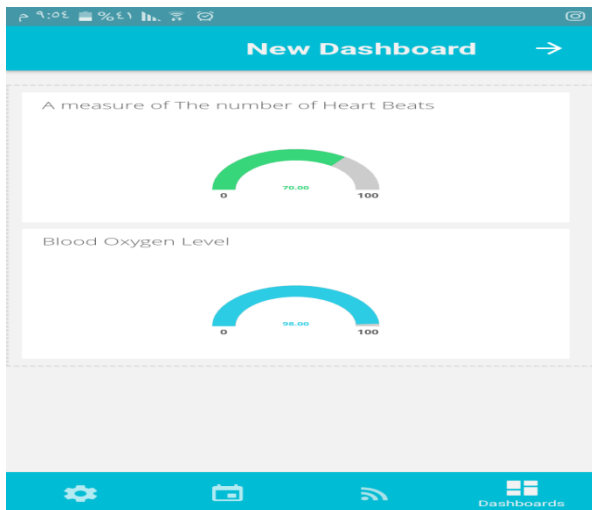 م ٩:٥٤ %٤١
New Dashboard
A measure of The number of Heart Beats
70.00
0 100
Blood Oxygen Level
98.00
0 100
Dashboards